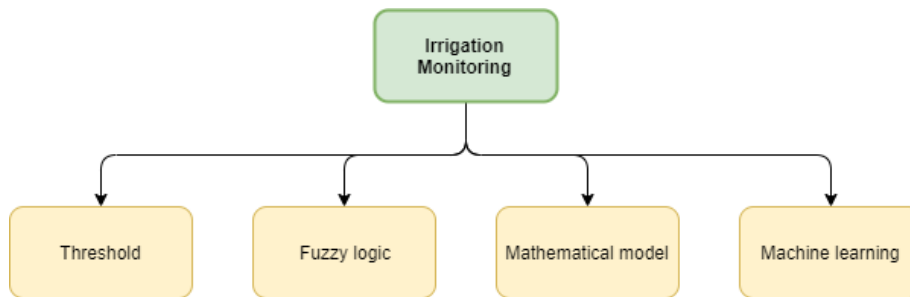 Irrigation
Monitoring
Threshold
Fuzzy logic
Mathematical model
Machine learning